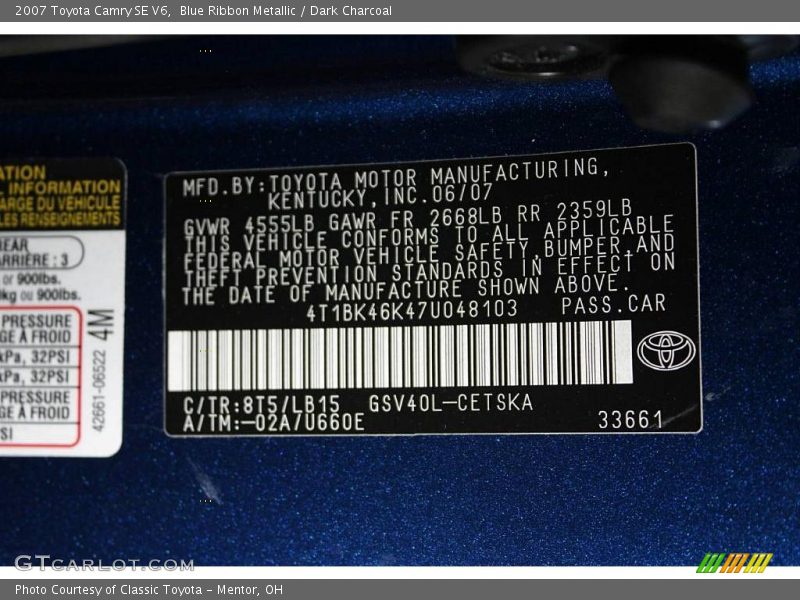 2007 Toyota Camry SE V6,  Blue Ribbon Metallic / Dark Charcoal
ATION
INFORMATION
ARGE DU VÉHICULE
LES RENSEIGNEMENTS
REAR
ARRIÈRE : 3
or 900lbs.
kg ou 900lbs.
PRESSURE
GE À FROID
kPa, 32PSI
kPa, 32PSI
PRESSURE
GE À FROID
PSI
42661-06522 4M
MFD.BY:TOYOTA MOTOR MANUFACTURING,
KENTUCKY,INC.06/07
GVWR 4555LB GAWR FR 2668LB RR 2359LB
THIS VEHICLE CONFORMS TO ALL APPLICABLE
FEDERAL MOTOR VEHICLE SAFETY,BUMPER,AND
THEFT PREVENTION STANDARDS IN EFFECT ON
THE DATE OF MANUFACTURE SHOWN ABOVE.
4T1BK46K47U048103 PASS.CAR
C/TR:8T5/LB15 GSV40L-CETSKA
A/TM:-02A/U660E
33661
GTCARLOT.COM
Photo Courtesy of Classic Toyota - Mentor, OH